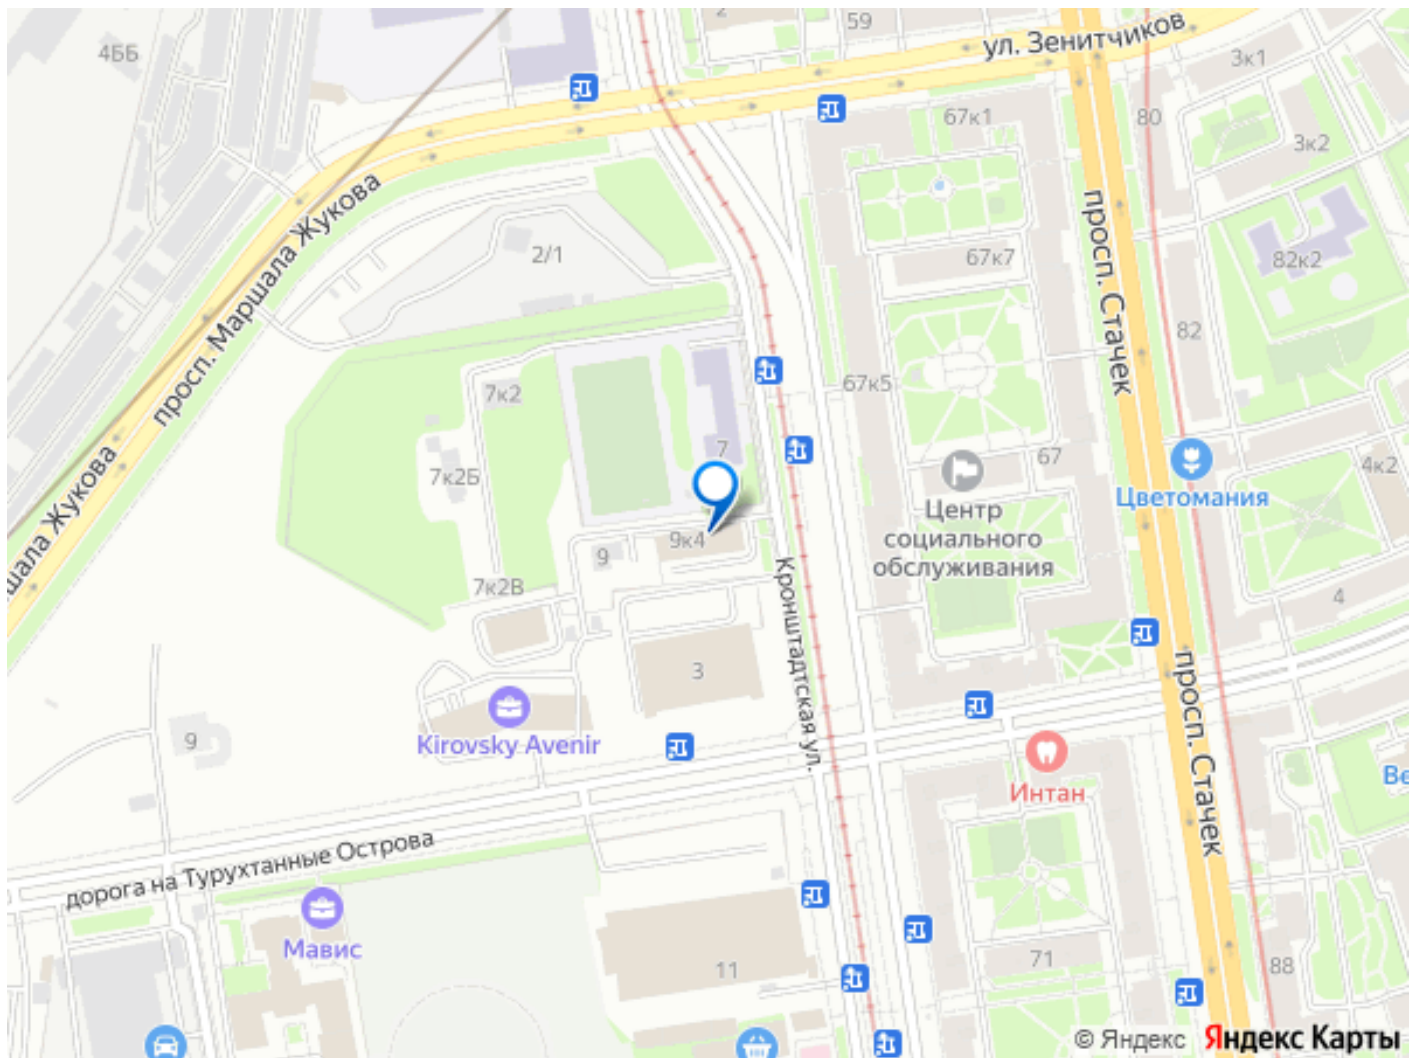 2
59
ул. Зенитчиков
4ББ
3к1
67к1
80
3к2
просп. Маршала Жукова
2/1
67к7
82к2
просп. Стачек
82
7к2
67к5
7
67
4к2
7к2Б
Цветомания
Центр
социального
обслуживания
шала Жукова
9к4
9
7к2В
4
Кронштадтская ул.
3
просп. Стачек
9
Kirovsky Avenir
Ве
Интан
дорога на Турухтанные Острова
Мавис
11
71
88
© Яндекс Яндекс Карты